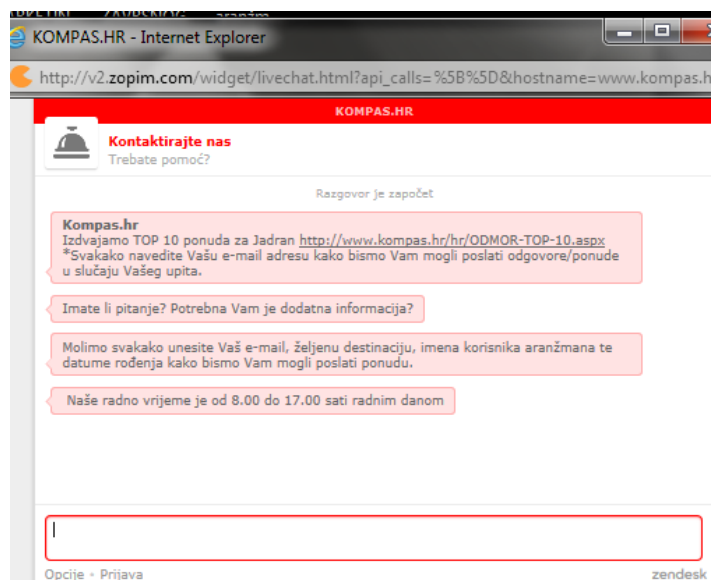 KOMPAS.HR - Internet Explorer
http://v2.zopim.com/widget/livechat.html?api_calls=%5B%5D&hostname=www.kompas.h
KOMPAS.HR
Kontaktirajte nas
Trebate pomoć?
Razgovor je započet
Kompas.hr
Izdvajamo TOP 10 ponuda za Jadran http://www.kompas.hr/hr/ODMOR-TOP-10.aspx
*Svakako navedite Vašu e-mail adresu kako bismo Vam mogli poslati odgovore/ponude
u slučaju Vašeg upita.
Imate li pitanje? Potrebna Vam je dodatna informacija?
Molimo svakako unesite Vaš e-mail, željenu destinaciju, imena korisnika aranžmana te
datume rođenja kako bismo Vam mogli poslati ponudu.
Naše radno vrijeme je od 8.00 do 17.00 sati radnim danom
Opcije • Prijava
zendesk